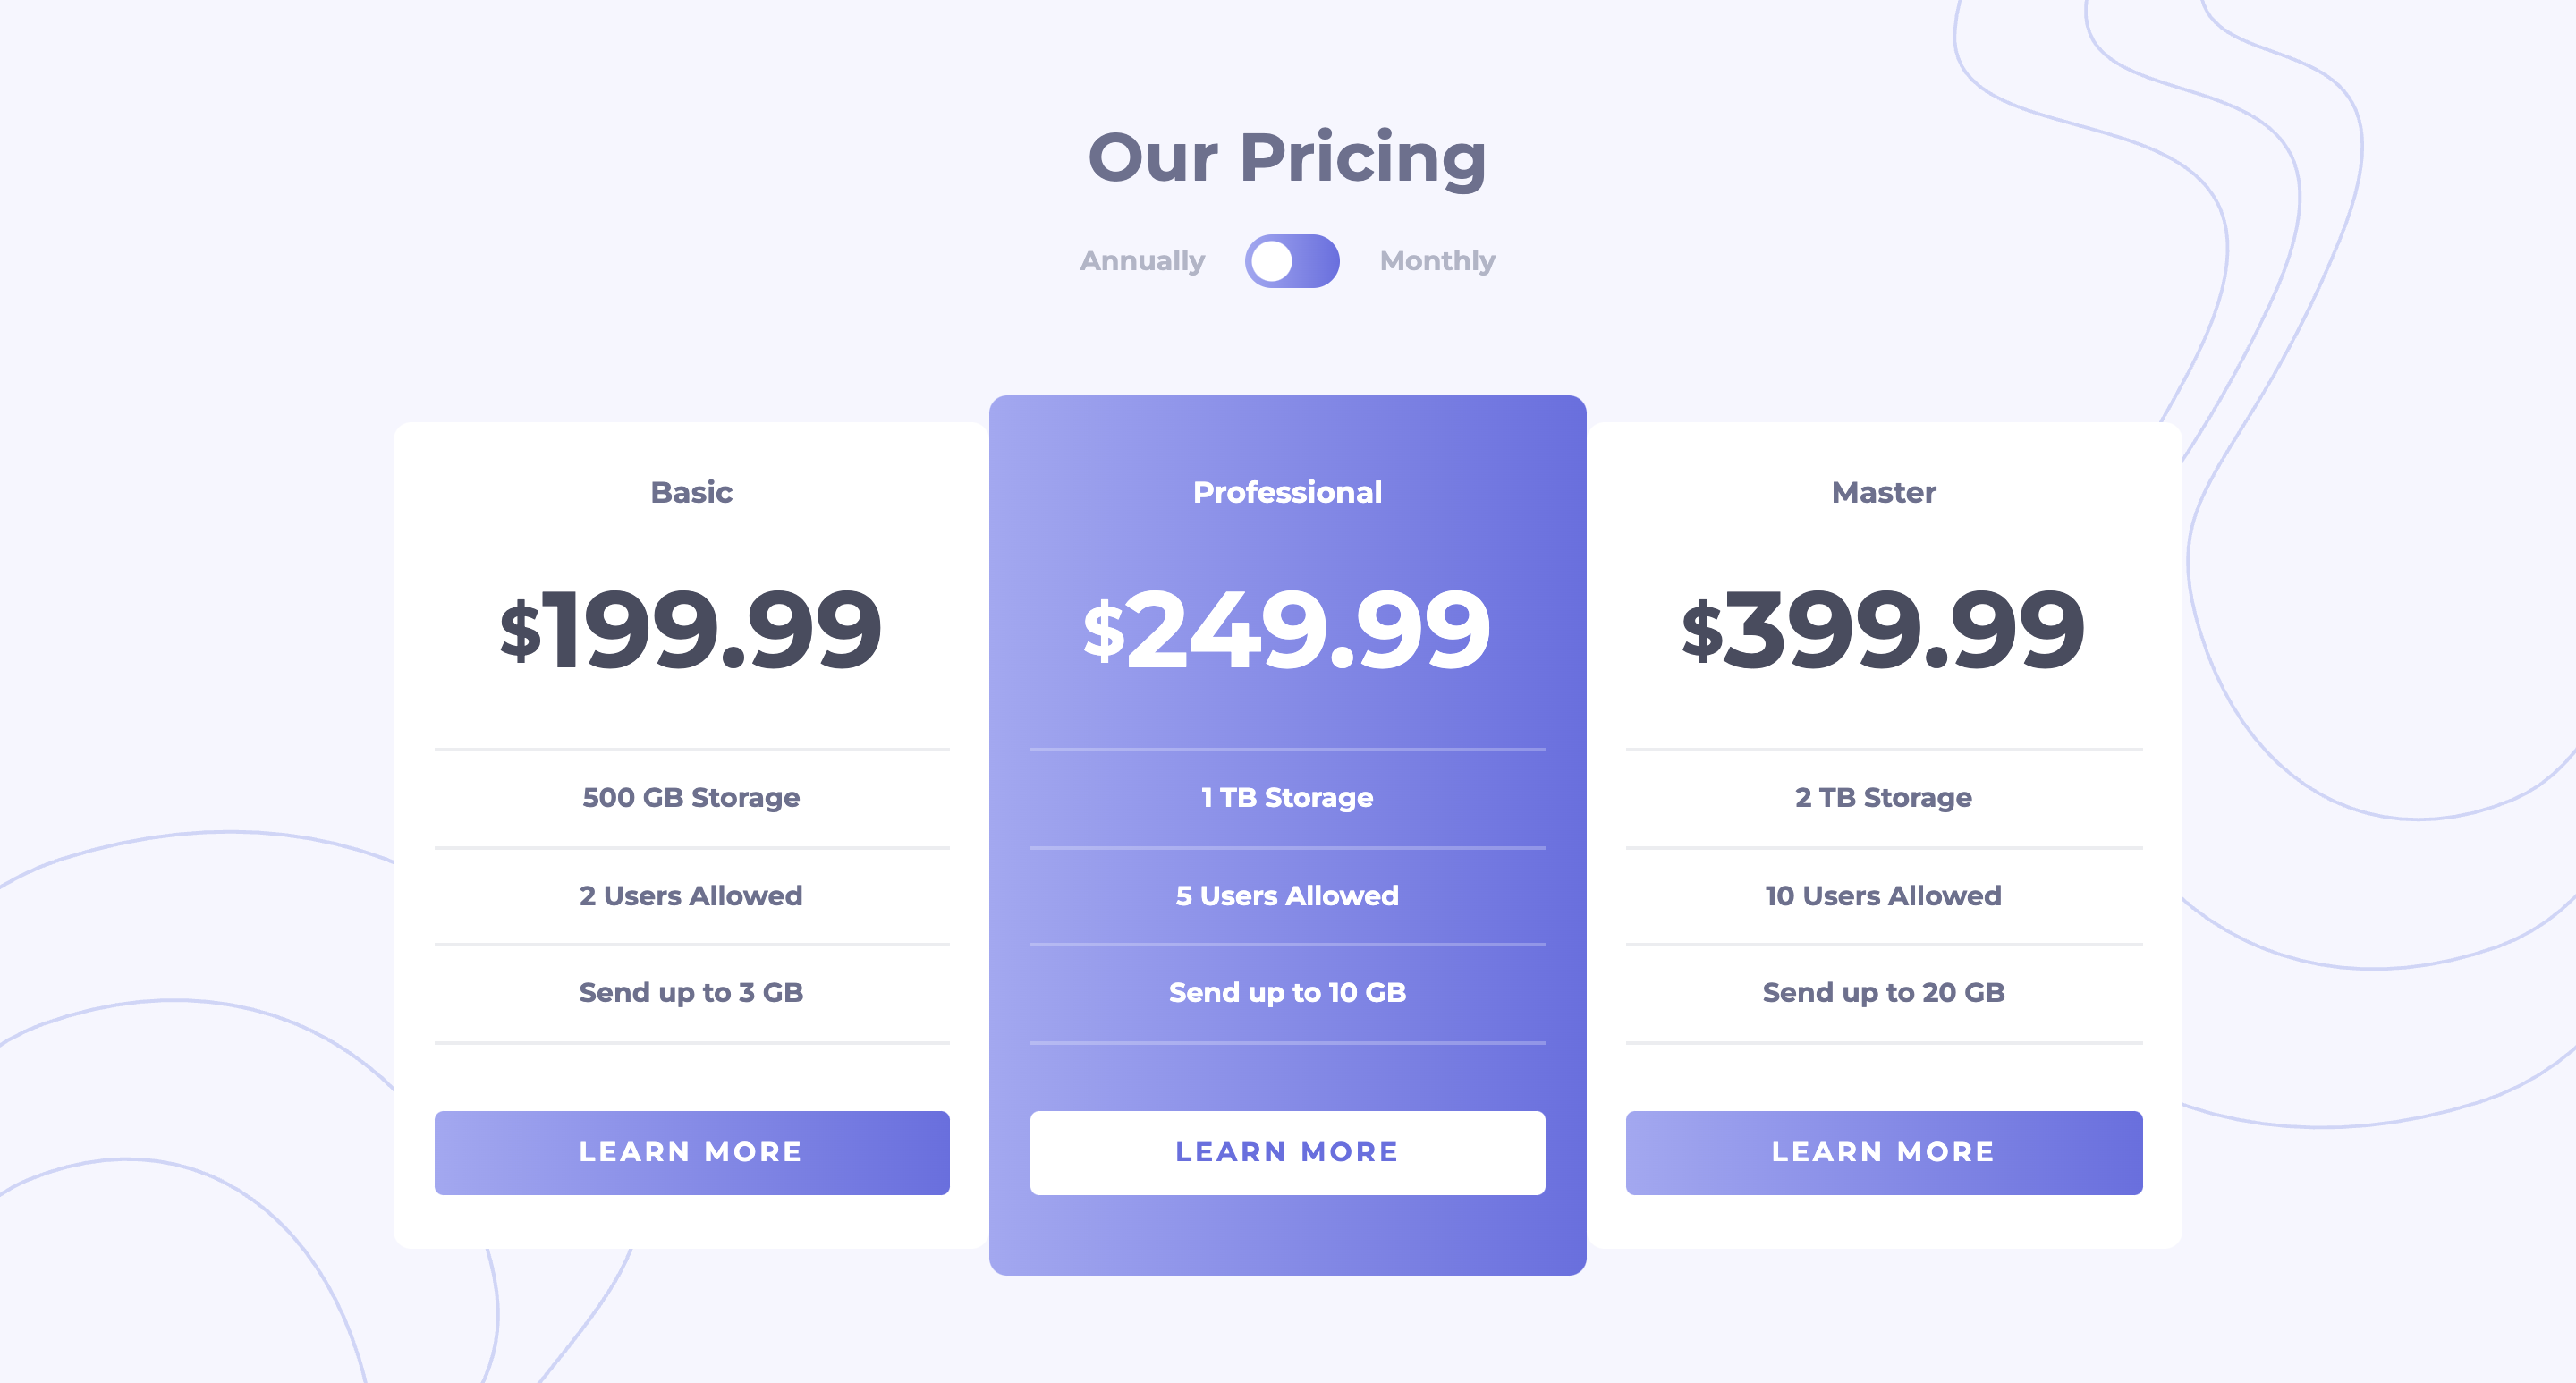 Our Pricing
Annually Monthly
Basic
$199.99
500 GB Storage
2 Users Allowed
Send up to 3 GB
LEARN MORE
Professional
$249.99
1 TB Storage
5 Users Allowed
Send up to 10 GB
LEARN MORE
Master
$399.99
2 TB Storage
10 Users Allowed
Send up to 20 GB
LEARN MORE